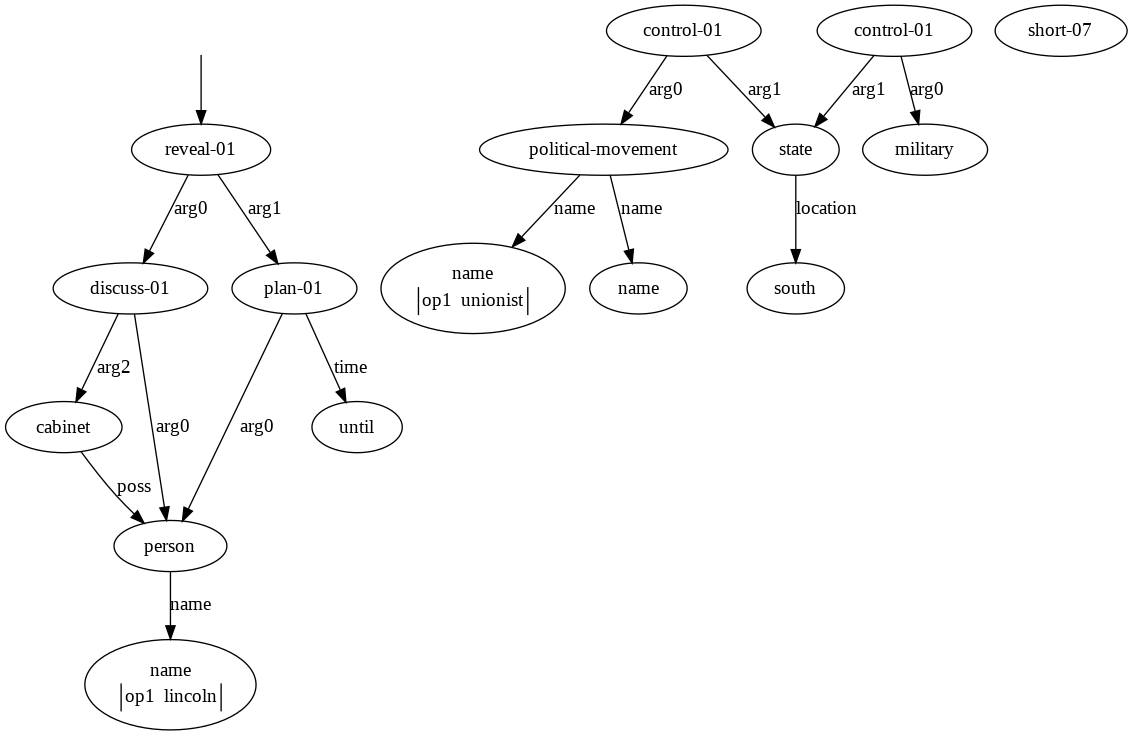 control-01
control-01
short-07
arg0
arg1
arg1
arg0
reveal-01
political-movement
state
military
arg0
arg1
name
name
location
discuss-01
plan-01
name
|op1 unionist|
name
south
arg2
time
cabinet
arg0
arg0
until
poss
person
name
name
|op1 lincoln|